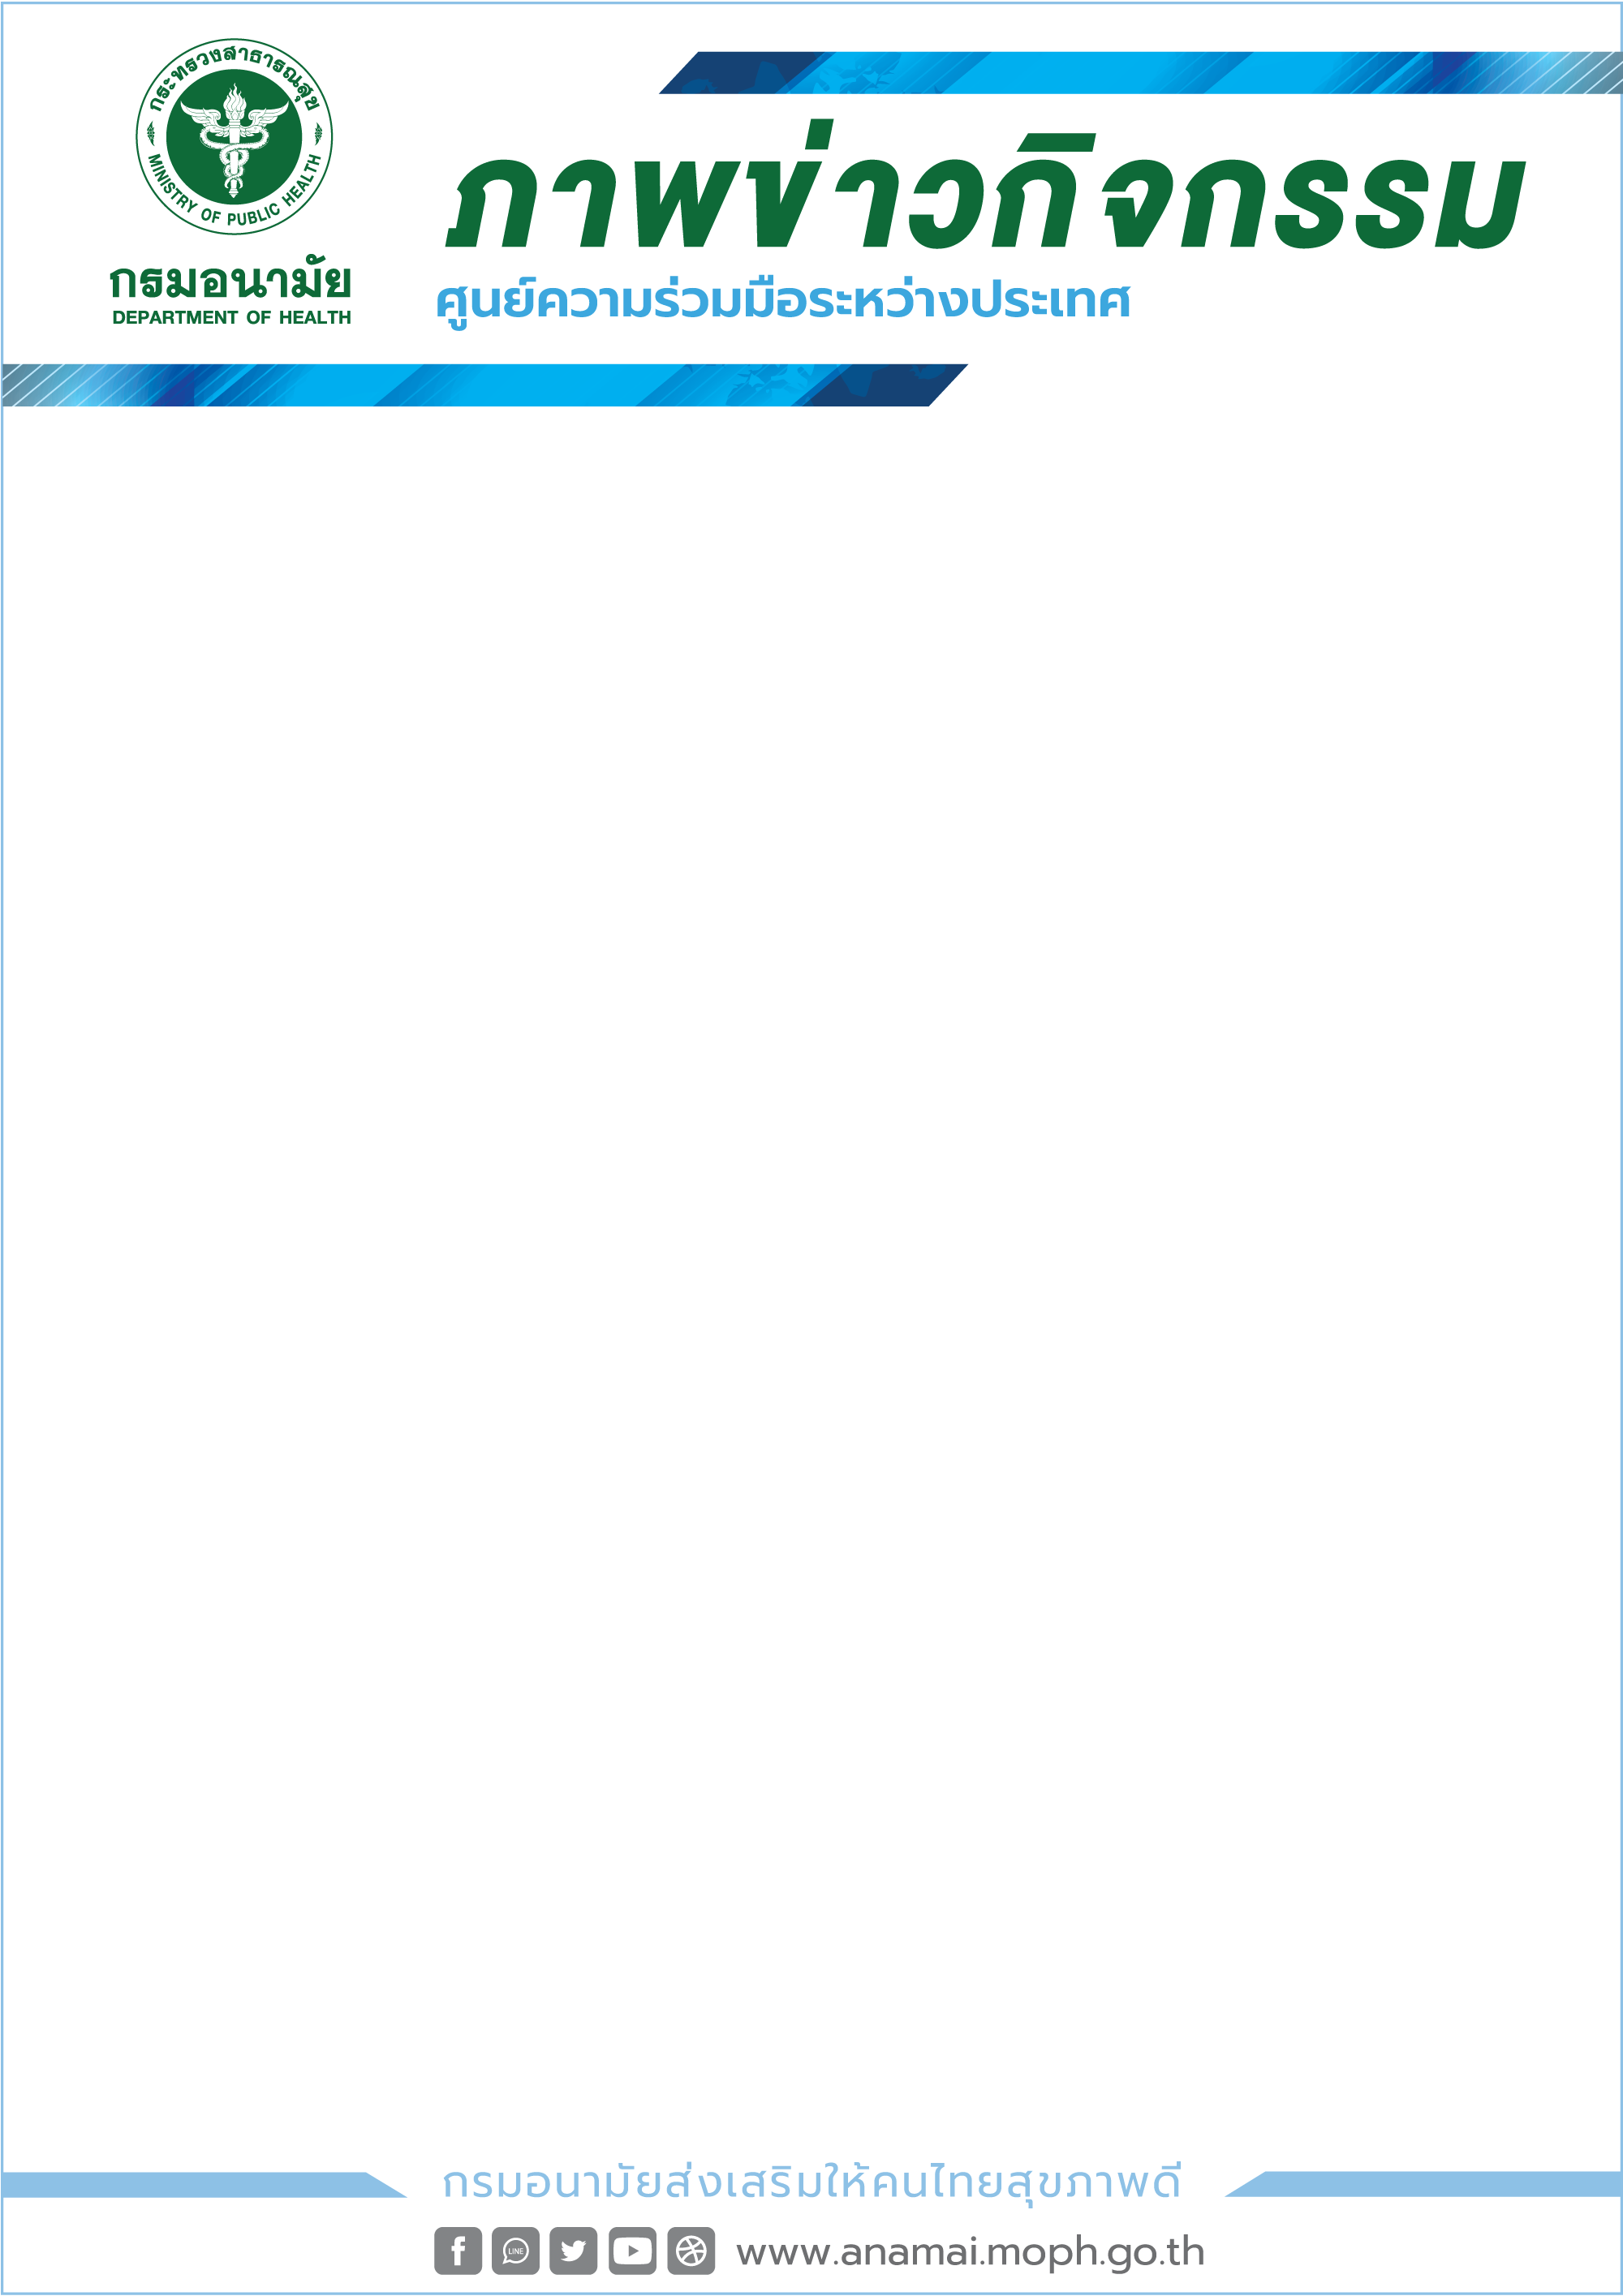 กระทรวงสาธารณสุข
MINISTRY OF PUBLIC HEALTH
กรมอนามัย
DEPARTMENT OF HEALTH
ภาพข่าวกิจกรรม
ศูนย์ความร่วมมือระหว่างประเทศ
กรมอนามัยส่งเสริมให้คนไทยสุขภาพดี
LINE
www.anamai.moph.go.th